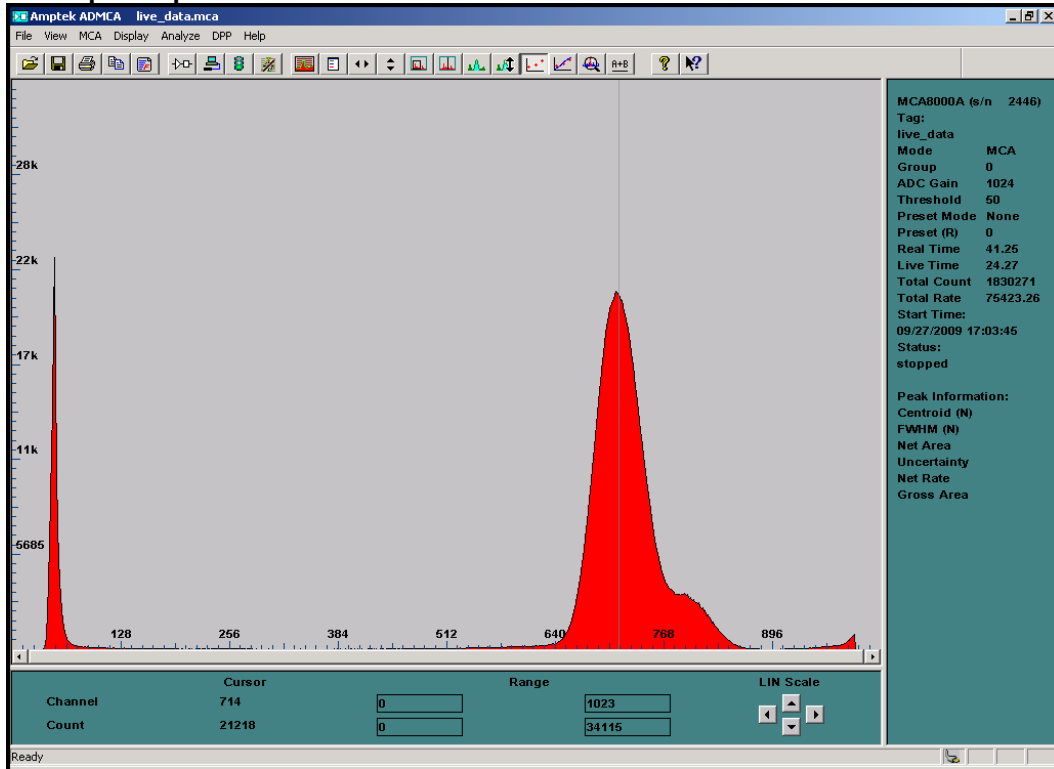 Amptek ADMCA live_data.mca
File View MCA Display Analyze DPP Help
A+B
28k
22k
17k
11k
5685
128 256 384 512 640 768 896
MCA8000A (s/n 2446)
Tag:
live_data
Mode MCA
Group 0
ADC Gain 1024
Threshold 50
Preset Mode None
Preset (R) 0
Real Time 41.25
Live Time 24.27
Total Count 1830271
Total Rate 75423.26
Start Time:
09/27/2009 17:03:45
Status:
stopped
Peak Information:
Centroid (N)
FWHM (N)
Net Area
Uncertainty
Net Rate
Gross Area
Cursor Range LIN Scale
Channel 714 0 1023
Count 21218 0 34115
Ready